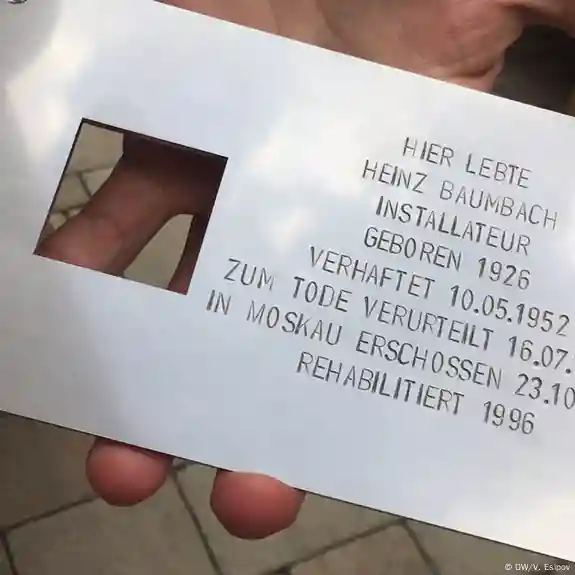 HIER LEBTE
HEINZ BAUMBACH
INSTALLATEUR
GEBOREN 1926
VERHAFTET 10.05.1952
ZUM TODE VERURTEILT 16.07.
IN MOSKAU ERSCHOSSEN 23.10
REHABILITIERT 1996
© DW/V. Esipov